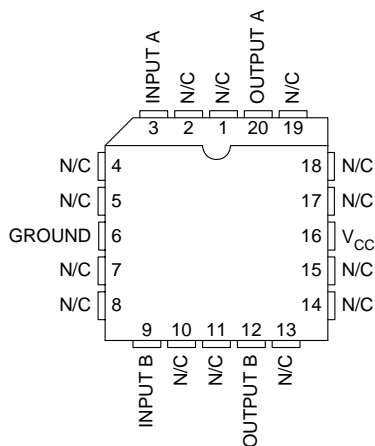 INPUT A
N/C
N/C
OUTPUT A
N/C
3 2 1 20 19
N/C 4 18 N/C
N/C 5 17 N/C
GROUND 6 16 VCC
N/C 7 15 N/C
N/C 8 14 N/C
9 10 11 12 13
INPUT B
N/C
N/C
OUTPUT B
N/C